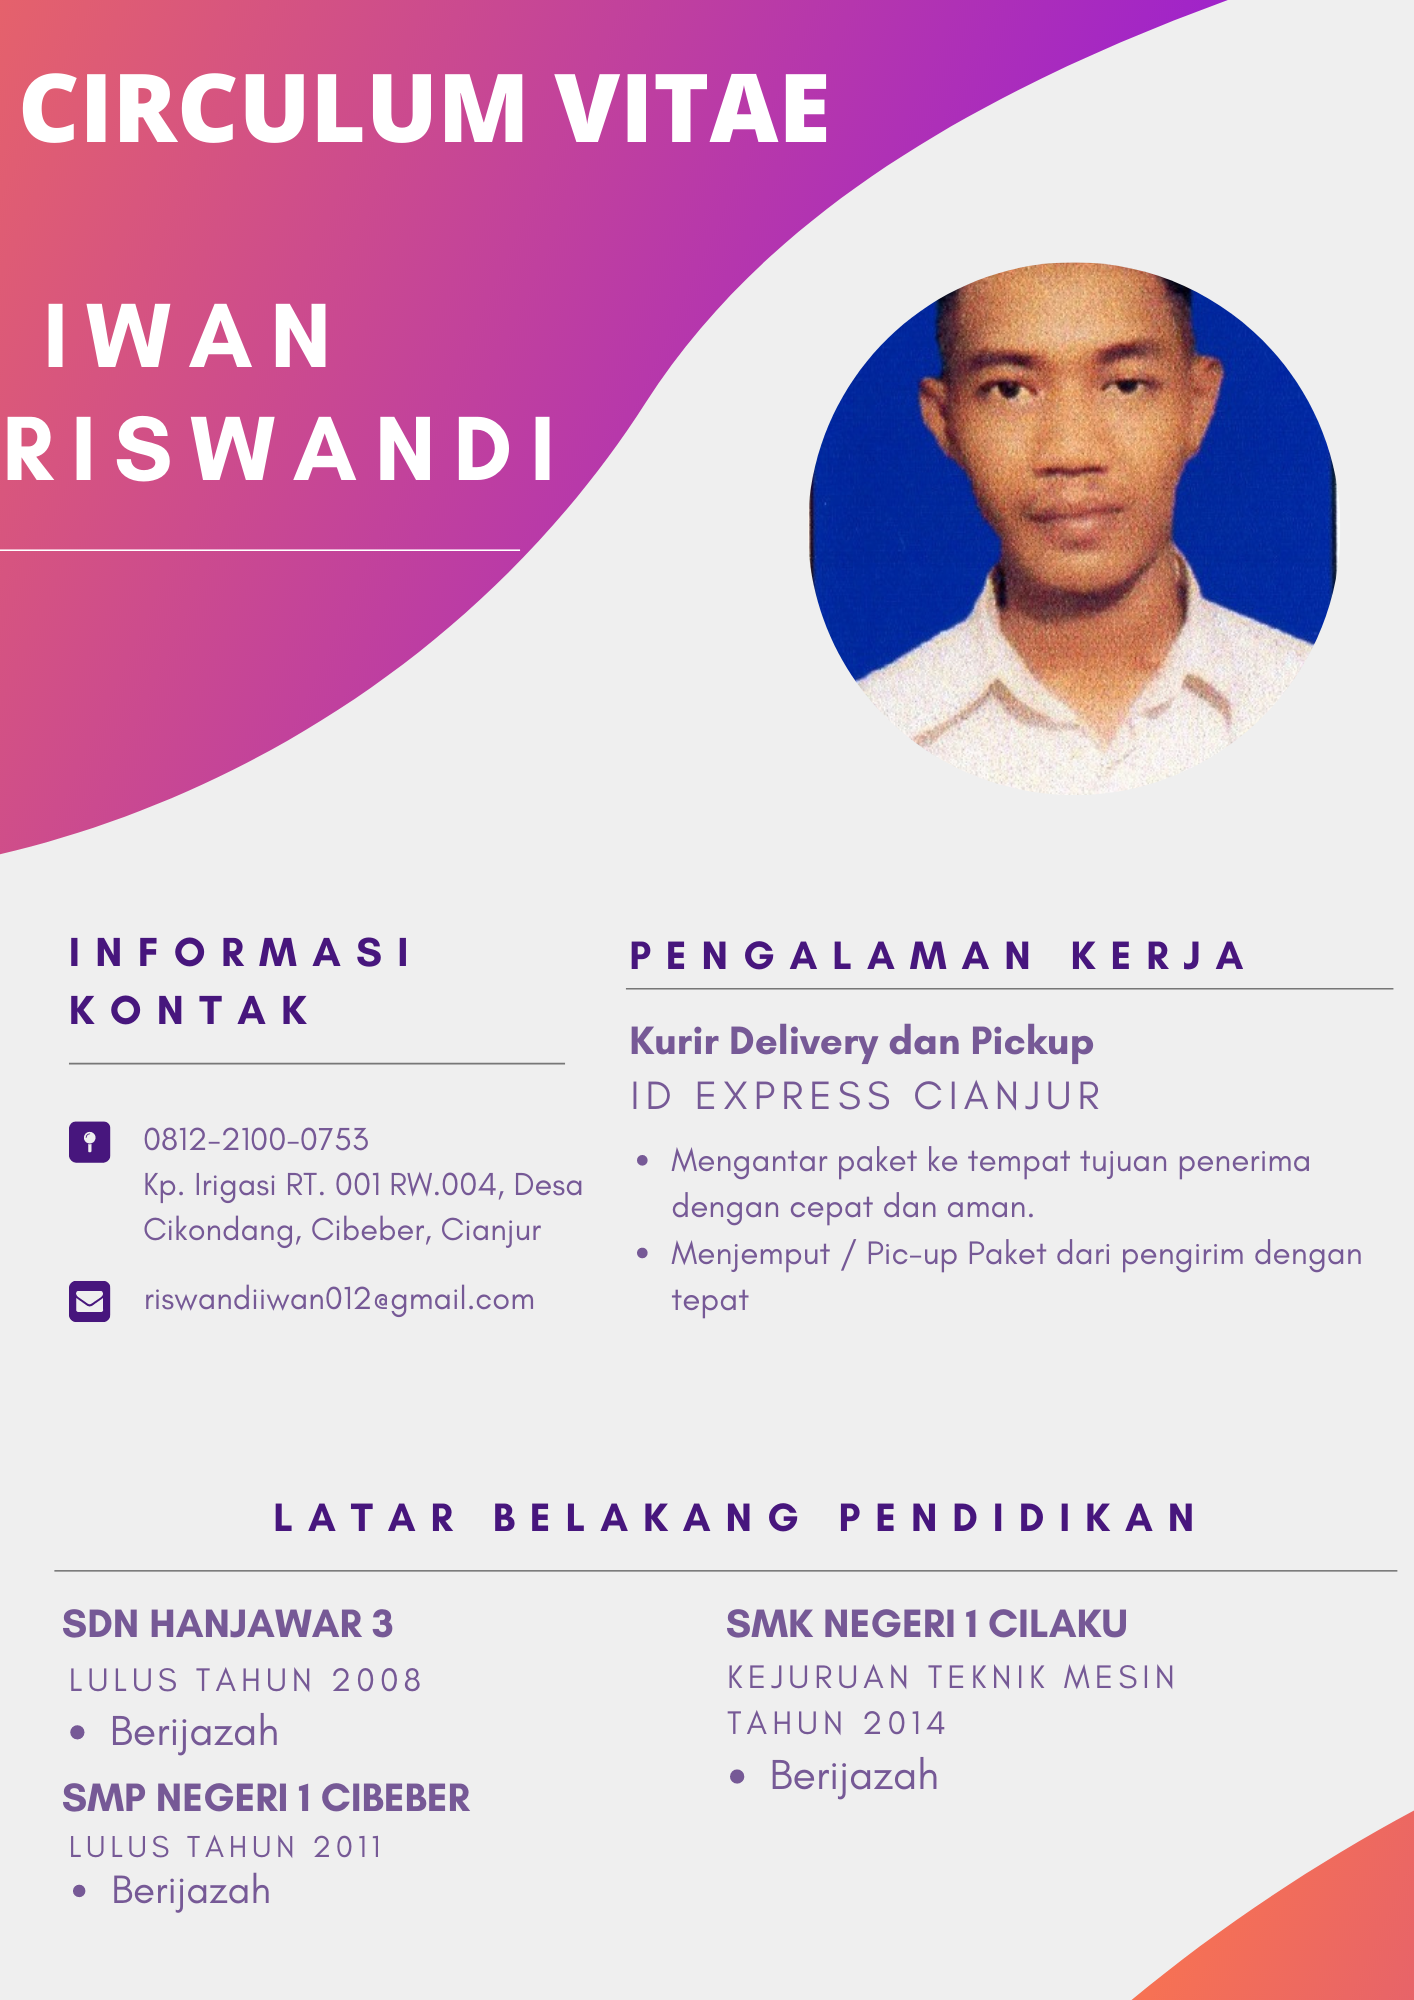 CIRCULUM VITAE
IWAN
RISWANDI
INFORMASI
KONTAK
0812-2100-0753
Kp. Irigasi RT. 001 RW.004, Desa
Cikondang, Cibeber, Cianjur
riswandiiwan012@gmail.com
PENGALAMAN KERJA
Kurir Delivery dan Pickup
ID EXPRESS CIANJUR
• Mengantar paket ke tempat tujuan penerima
dengan cepat dan aman.
• Menjemput / Pic-up Paket dari pengirim dengan
tepat
LATAR BELAKANG PENDIDIKAN
SDN HANJAWAR 3
LULUS TAHUN 2008
• Berijazah
SMP NEGERI 1 CIBEBER
LULUS TAHUN 2011
• Berijazah
SMK NEGERI 1 CILAKU
KEJURUAN TEKNIK MESIN
TAHUN 2014
• Berijazah